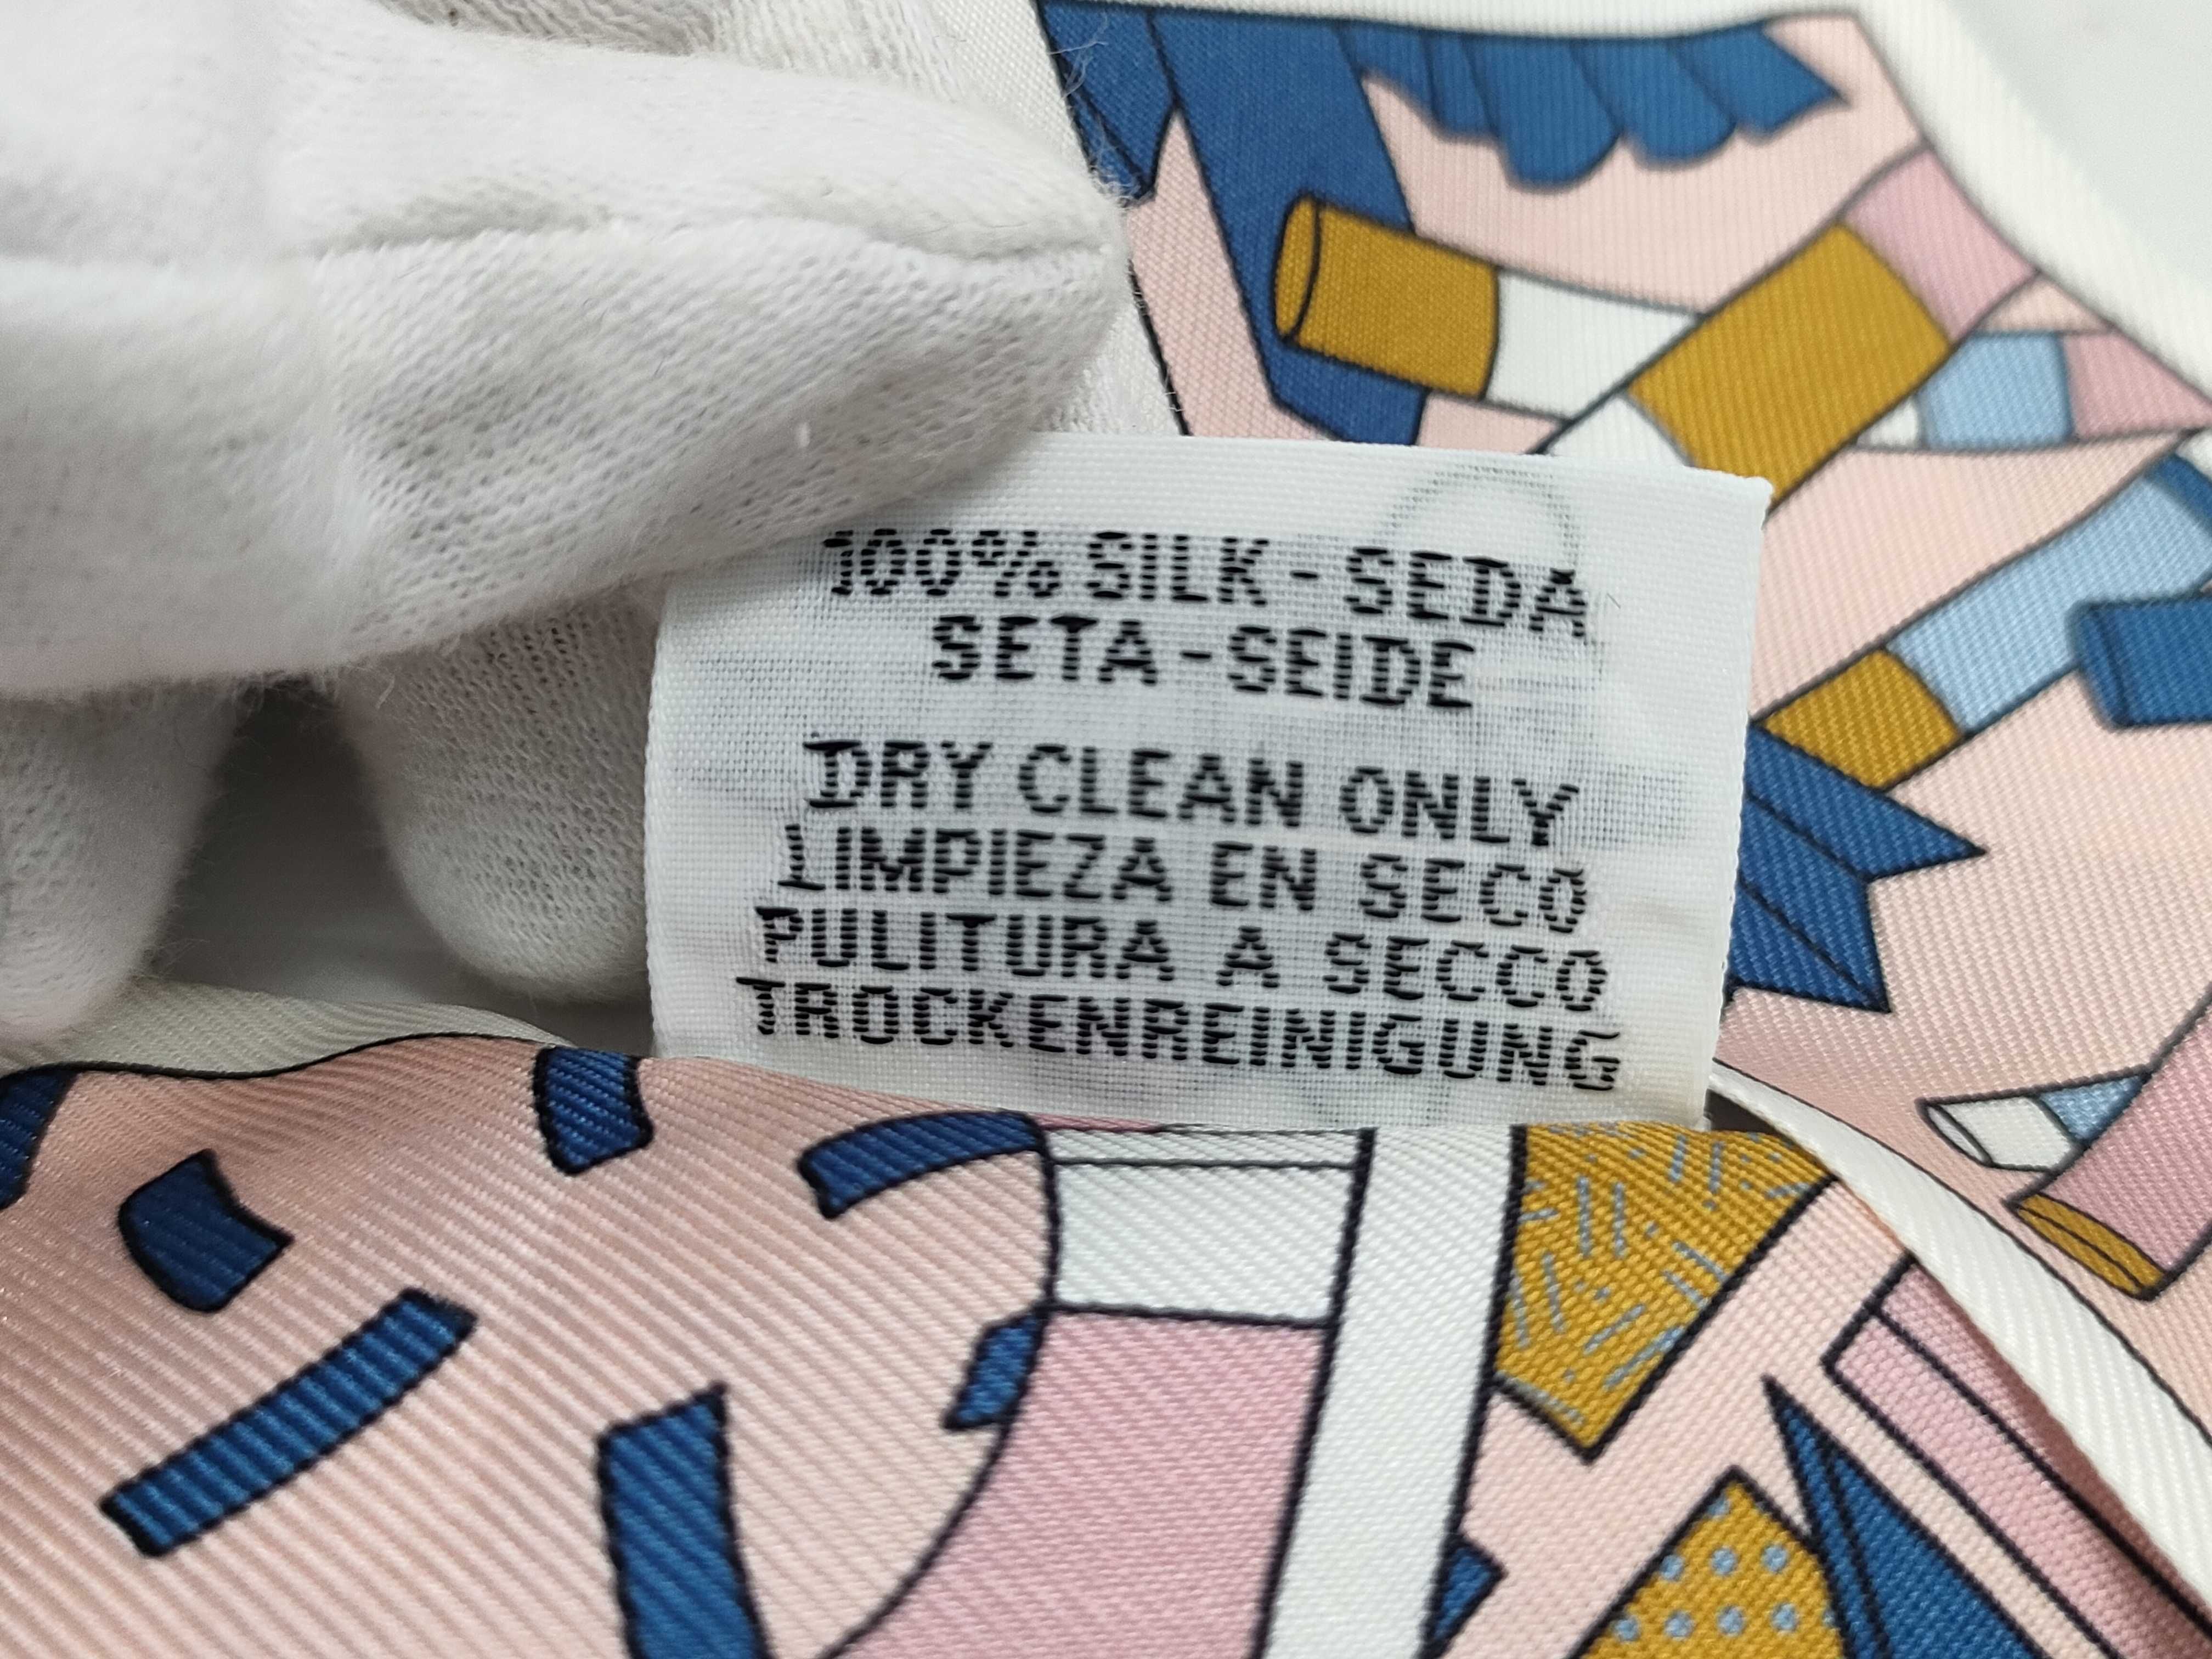 100% SILK - SEDA
SETA - SEIDE
DRY CLEAN ONLY
LIMPIEZA EN SECO
PULITURA A SECCO
TROCKENREINIGUNG